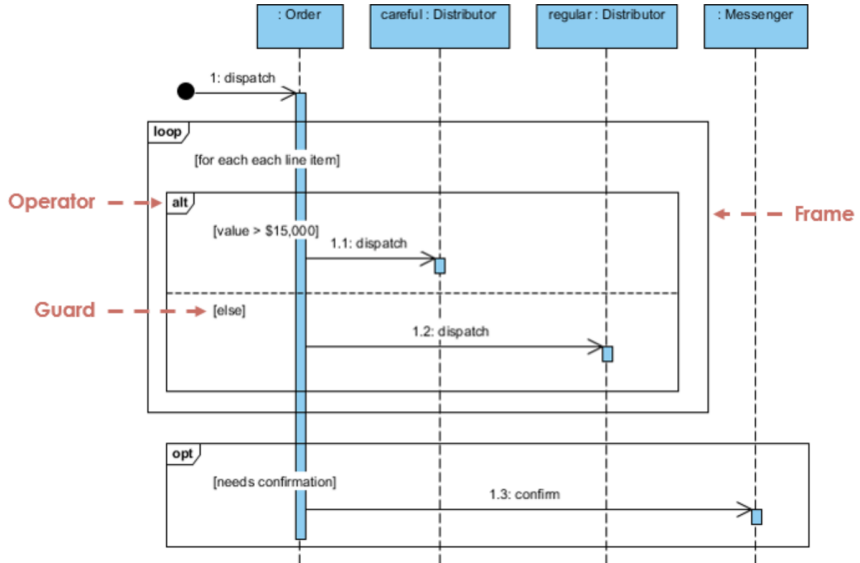 : Order
careful : Distributor
regular : Distributor
: Messenger
1: dispatch
loop
[for each each line item]
Operator
alt
Frame
[value > $15,000]
1.1: dispatch
Guard
[else]
1.2: dispatch
opt
[needs confirmation]
1.3: confirm